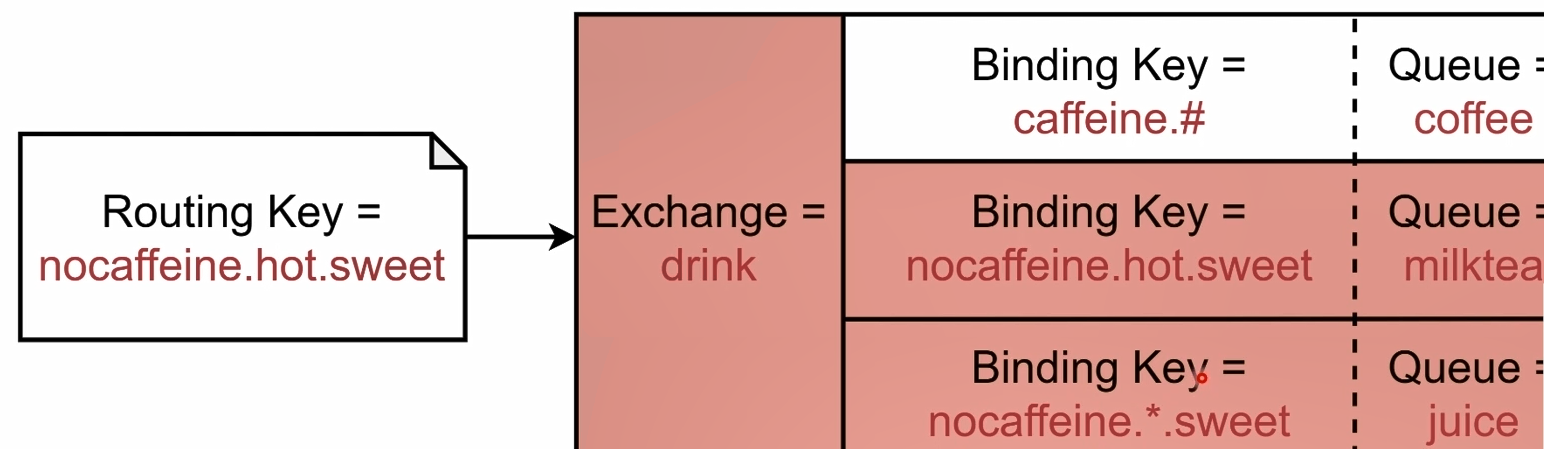 Routing Key =
nocaffeine.hot.sweet
Exchange =
drink
Binding Key =
caffeine.#
Queue =
coffee
Binding Key =
nocaffeine.hot.sweet
Queue =
milktea
Binding Key =
nocaffeine.*.sweet
Queue =
juice